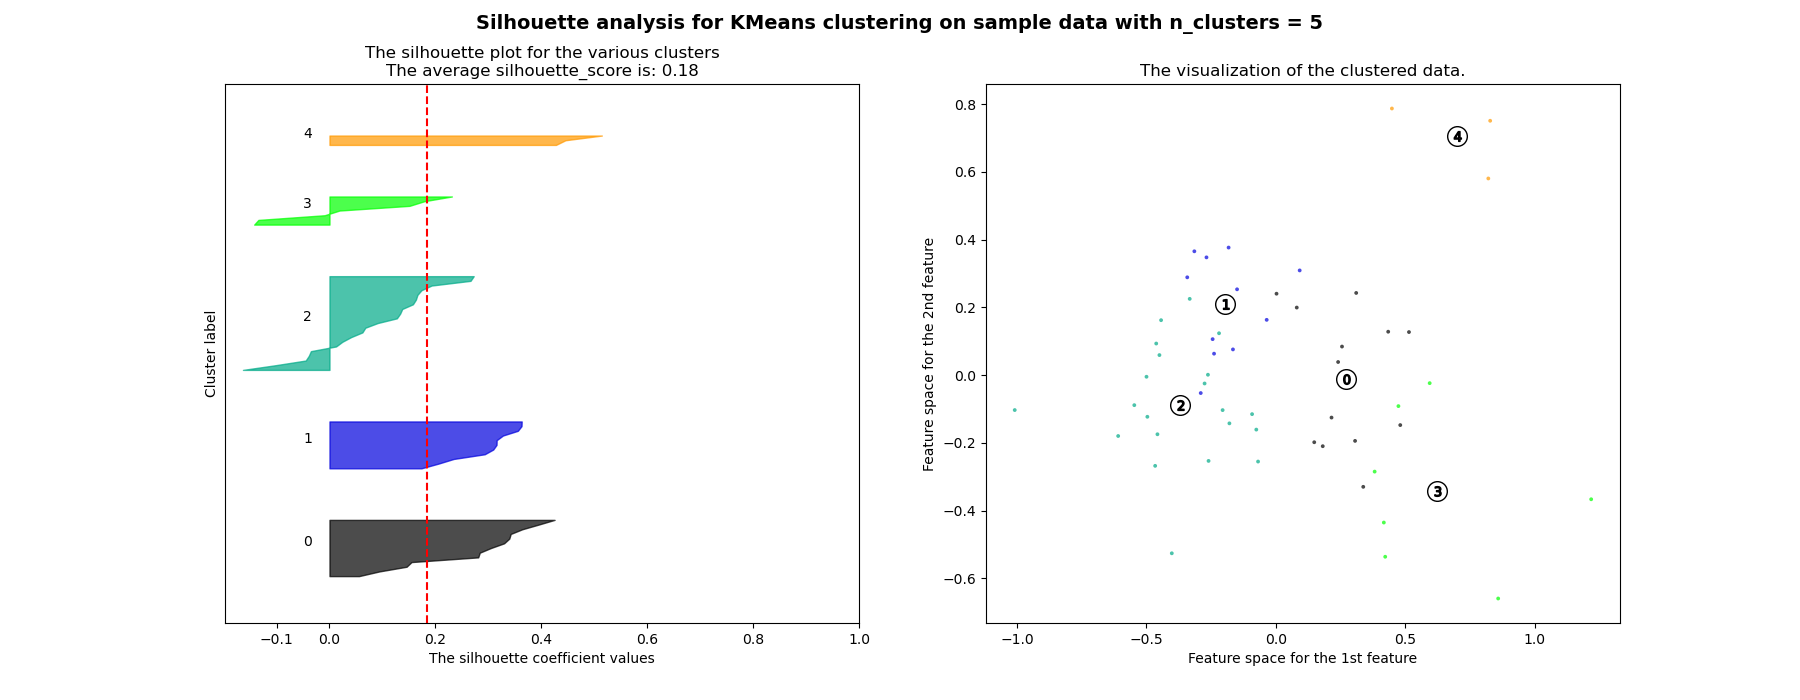 Silhouette analysis for KMeans clustering on sample data with n_clusters = 5
The silhouette plot for the various clusters
The average silhouette_score is: 0.18
4
3
2
1
0
Cluster label
−0.1 0.0 0.2 0.4 0.6 0.8 1.0
The silhouette coefficient values
The visualization of the clustered data.
0.8
0.6
0.4
0.2
0.0
−0.2
−0.4
−0.6
Feature space for the 2nd feature
4
1
0
2
3
−1.0 −0.5 0.0 0.5 1.0
Feature space for the 1st feature